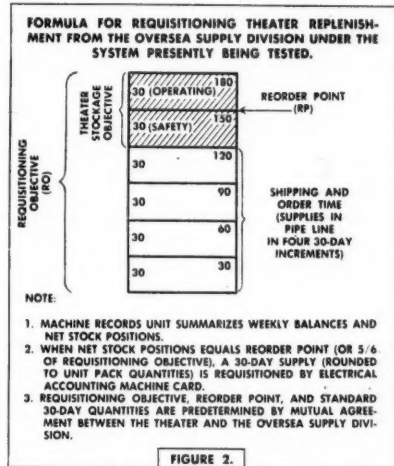 FORMULA FOR REQUISITIONING THEATER REPLENISH-
MENT FROM THE OVERSEA SUPPLY DIVISION UNDER THE
SYSTEM PRESENTLY BEING TESTED.
REQUISITIONING
OBJECTIVE
(RO)
THEATER
STOCKAGE
OBJECTIVE
30 (OPERATING) 180
30 (SAFETY) 150
30 120
30 90
30 60
30 30
REORDER POINT
(RP)
SHIPPING AND
ORDER TIME
(SUPPLIES IN
PIPE LINE
IN FOUR 30-DAY
INCREMENTS)
NOTE:
1. MACHINE RECORDS UNIT SUMMARIZES WEEKLY BALANCES AND
NET STOCK POSITIONS.
2. WHEN NET STOCK POSITIONS EQUALS REORDER POINT (OR 5/6
OF REQUISITIONING OBJECTIVE), A 30-DAY SUPPLY (ROUNDED
TO UNIT PACK QUANTITIES) IS REQUISITIONED BY ELECTRICAL
ACCOUNTING MACHINE CARD.
3. REQUISITIONING OBJECTIVE, REORDER POINT, AND STANDARD
30-DAY QUANTITIES ARE PREDETERMINED BY MUTUAL AGREE-
MENT BETWEEN THE THEATER AND THE OVERSEA SUPPLY DIVI-
SION.
FIGURE 2.